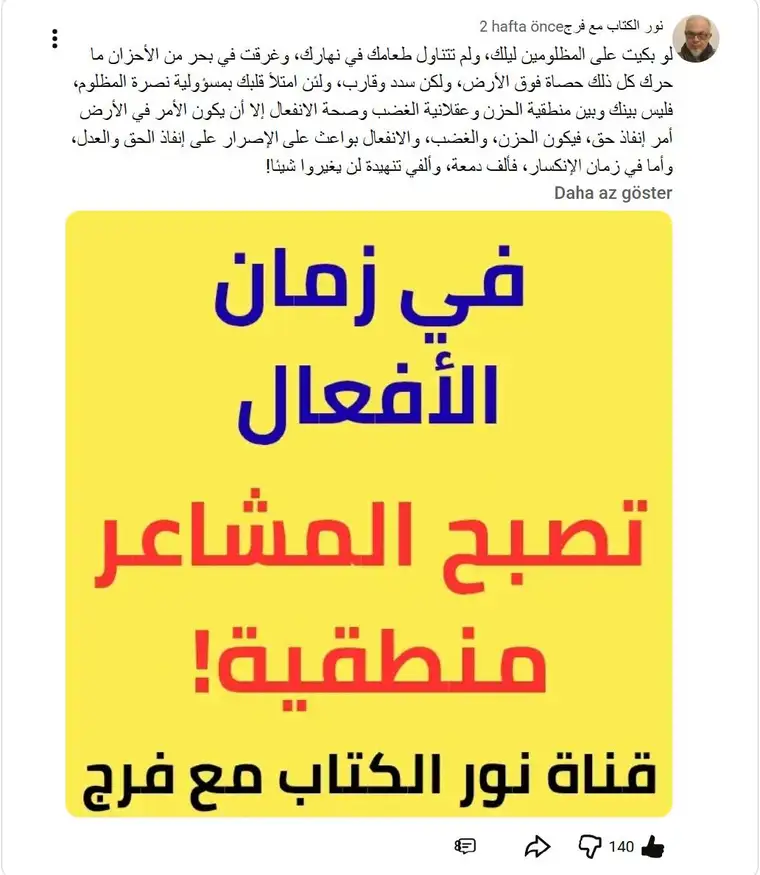 نور الكتاب مع فرج2 hafta önce
لو بكيت على المظلومين ليلك، ولم تتناول طعامك في نهارك، وغرقت في بحر من الأحزان ما
حرك كل ذلك حصاة فوق الأرض، ولكن سدد وقارب، ولئن امتلأ قلبك بمسؤولية نصرة المظلوم،
فليس بينك وبين منطقية الحزن وعقلانية الغضب وصحة الانفعال إلا أن يكون الأمر في الأرض
أمر إنفاذ حق، فيكون الحزن، والغضب، والانفعال بواعث على الإصرار على إنفاذ الحق والعدل،
وأما في زمان الإنكسار، فألف دمعة، وألفي تنهيدة لن يغيروا شيئا!
Daha az göster
في زمان
الأفعال
تصبح المشاعر
منطقية!
قناة نور الكتاب مع فرج
140